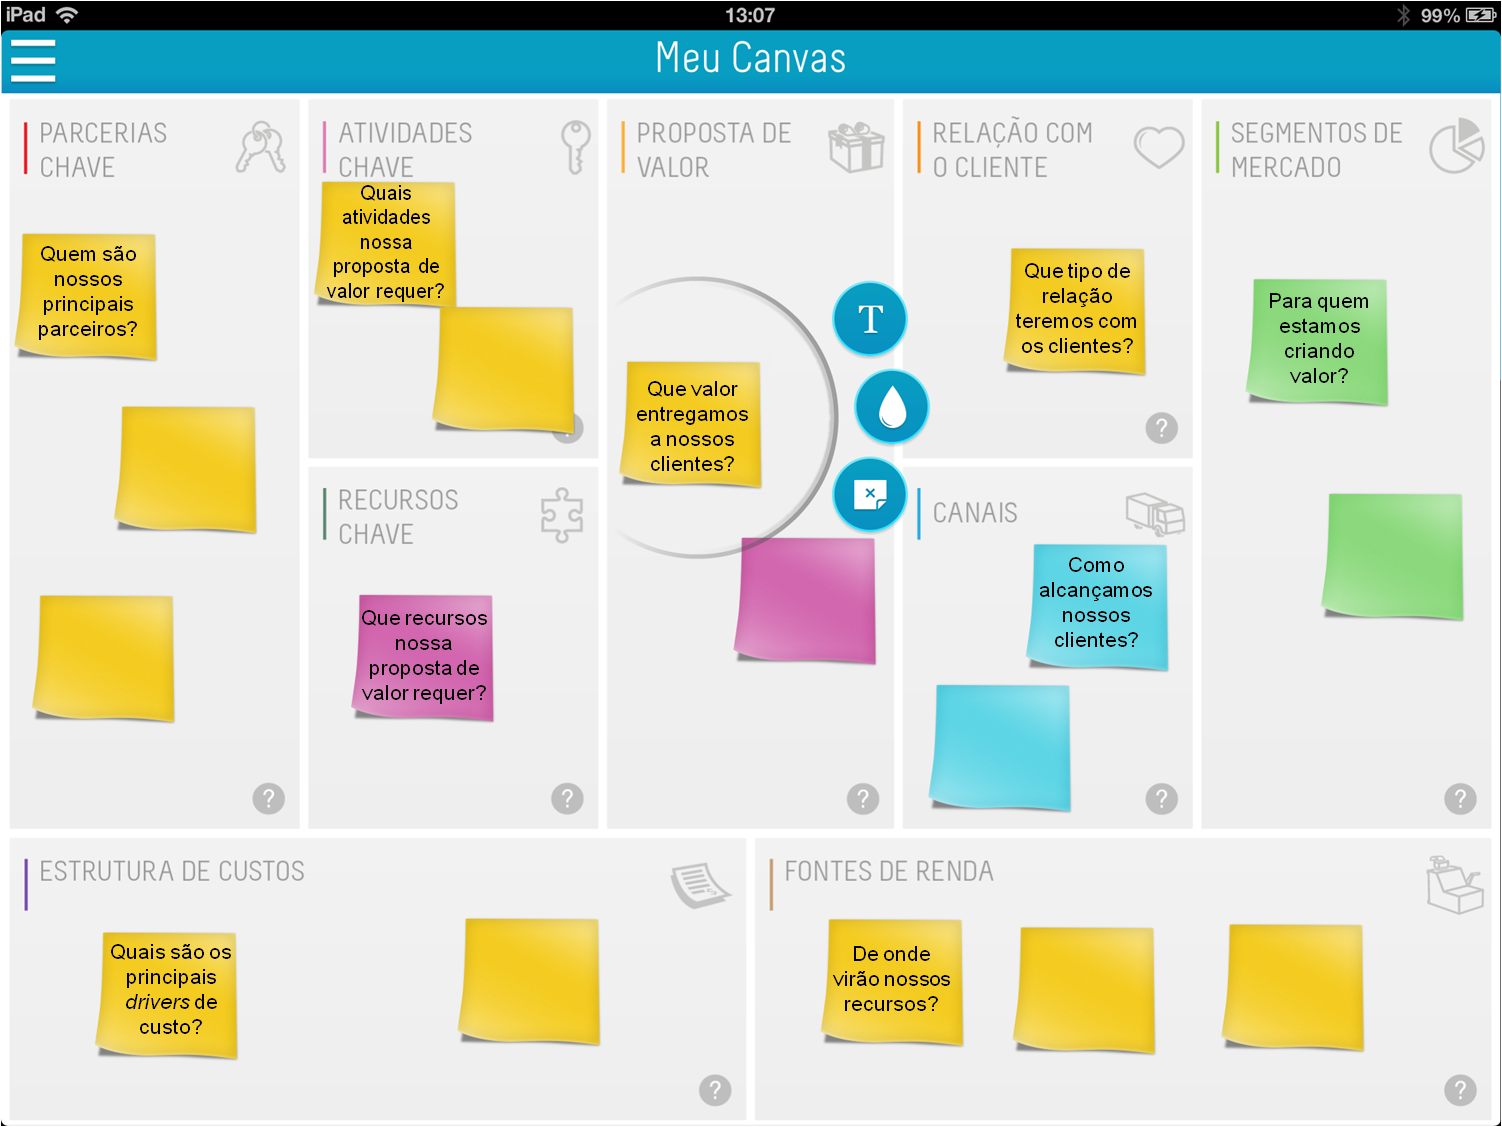 iPad
13:07
99%
Meu Canvas
PARCERIAS
CHAVE
Quem são
nossos
principais
parceiros?
?
ATIVIDADES
CHAVE
Quais
atividades
nossa
proposta de
valor requer?
?
RECURSOS
CHAVE
Que recursos
nossa
proposta de
valor requer?
?
PROPOSTA DE
VALOR
Que valor
entregamos
a nossos
clientes?
T
?
RELAÇÃO COM
O CLIENTE
Que tipo de
relação
teremos com
os clientes?
?
CANAIS
Como
alcançamos
nossos
clientes?
?
SEGMENTOS DE
MERCADO
Para quem
estamos
criando
valor?
?
ESTRUTURA DE CUSTOS
Quais são os
principais
drivers de
custo?
?
FONTES DE RENDA
De onde
virão nossos
recursos?
?